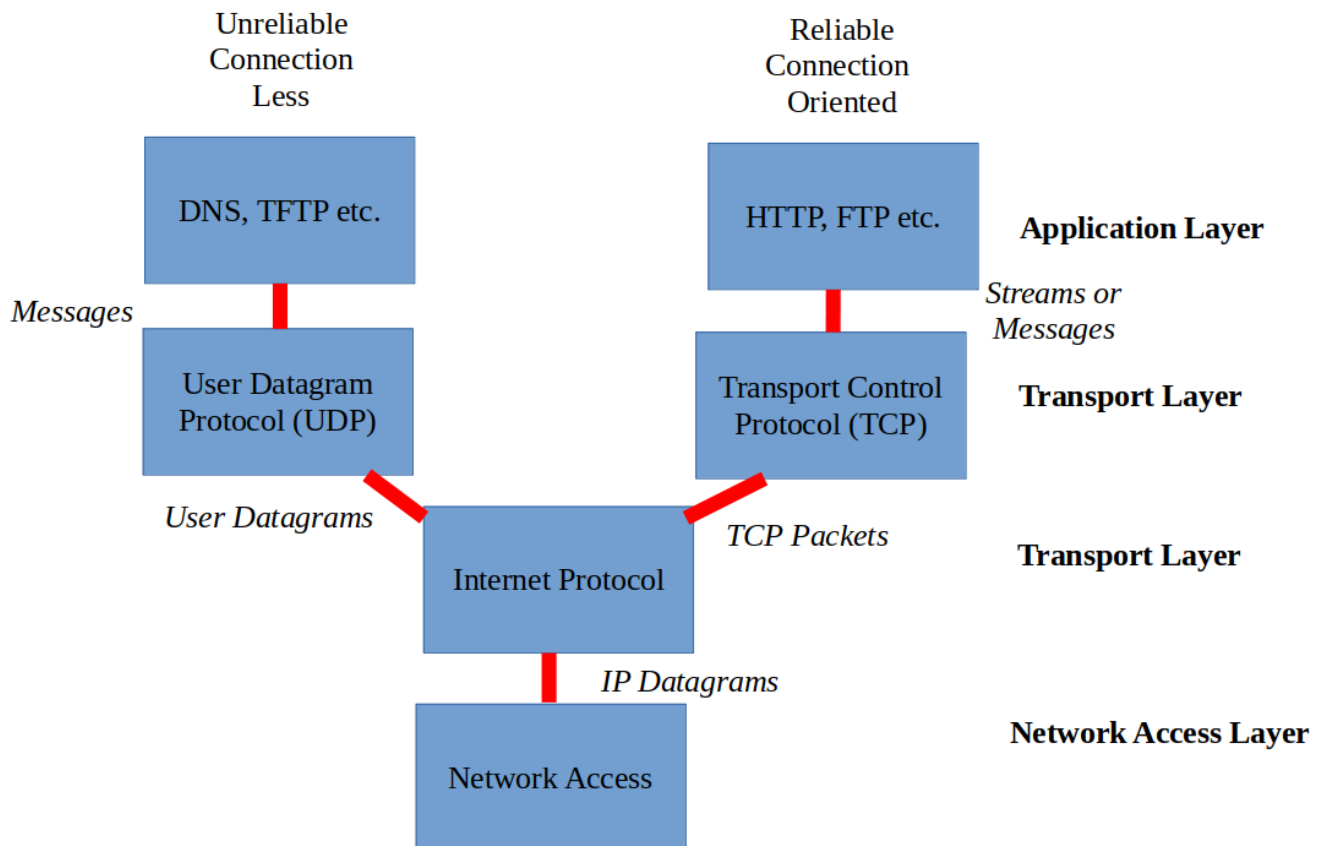 Unreliable
Connection
Less
Reliable
Connection
Oriented
DNS, TFTP etc.
HTTP, FTP etc.
Application Layer
Messages
Streams or
Messages
User Datagram
Protocol (UDP)
Transport Control
Protocol (TCP)
Transport Layer
User Datagrams
TCP Packets
Internet Protocol
Transport Layer
IP Datagrams
Network Access
Network Access Layer